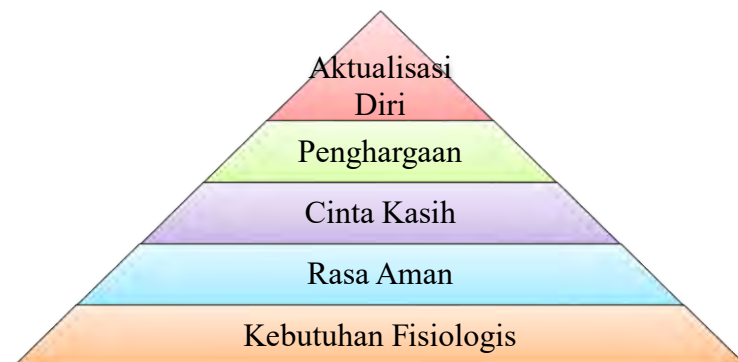 Aktualisasi
Diri
Penghargaan
Cinta Kasih
Rasa Aman
Kebutuhan Fisiologis